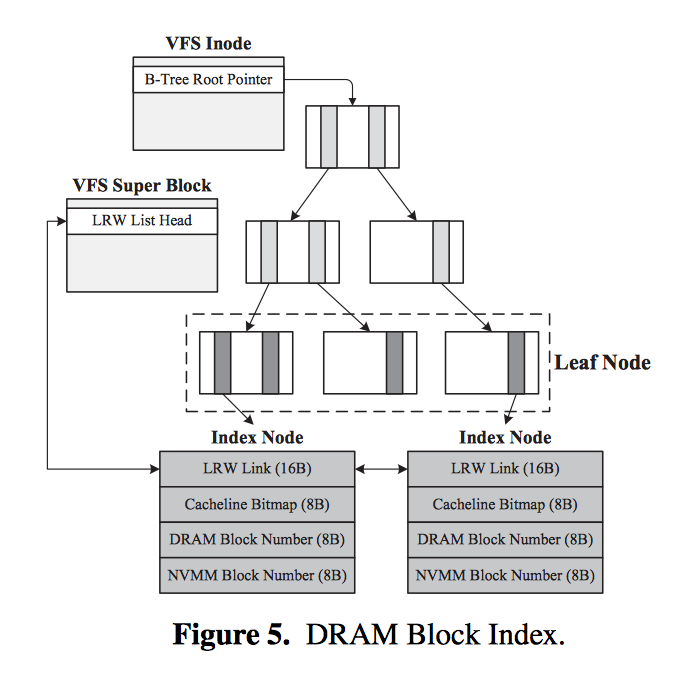 VFS Inode
B-Tree Root Pointer
VFS Super Block
LRW List Head
Leaf Node
Index Node
Index Node
LRW Link (16B)
LRW Link (16B)
Cacheline Bitmap (8B)
Cacheline Bitmap (8B)
DRAM Block Number (8B)
DRAM Block Number (8B)
NVMM Block Number (8B)
NVMM Block Number (8B)
Figure 5. DRAM Block Index.